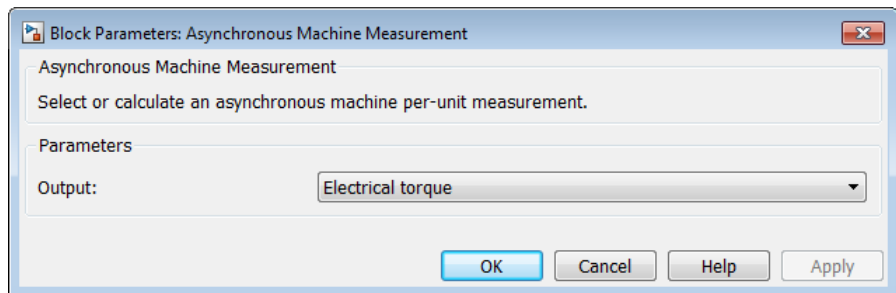 Block Parameters: Asynchronous Machine Measurement
Asynchronous Machine Measurement
Select or calculate an asynchronous machine per-unit measurement.
Parameters
Output: Electrical torque
OK Cancel Help Apply